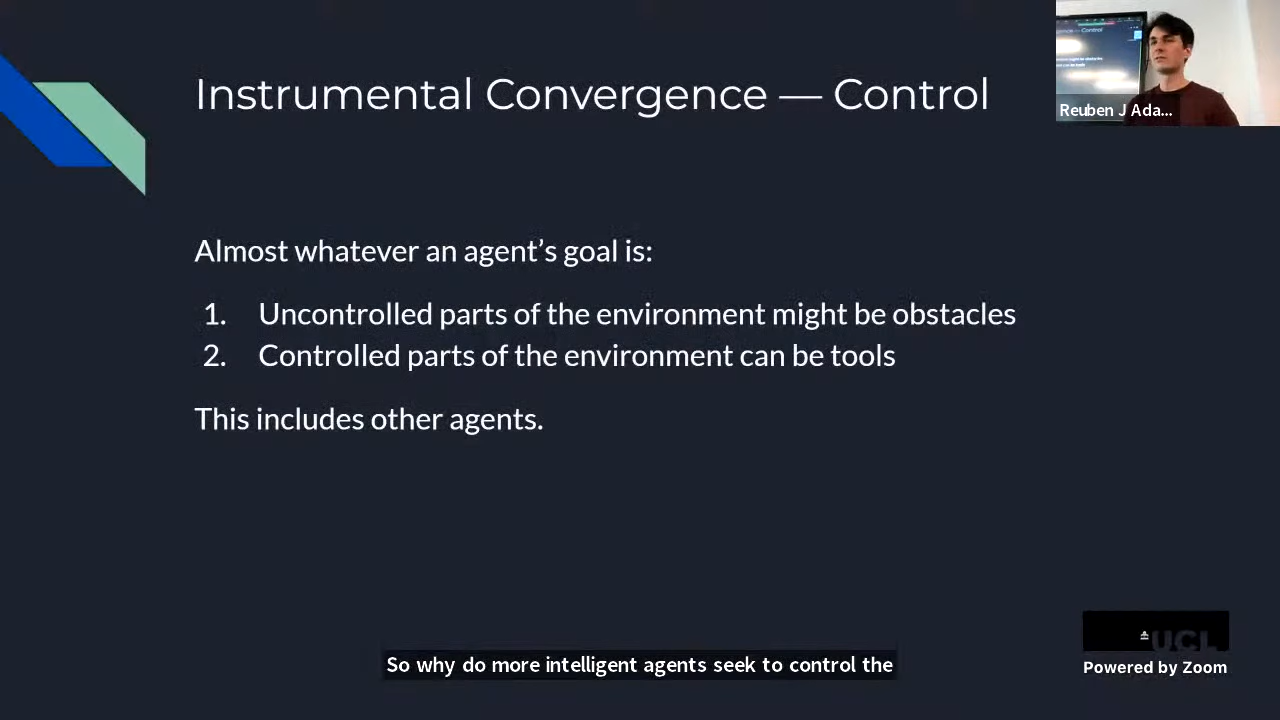 Instrumental Convergence — Control
Reuben J Ada...
Almost whatever an agent’s goal is:
1. Uncontrolled parts of the environment might be obstacles
2. Controlled parts of the environment can be tools
This includes other agents.
So why do more intelligent agents seek to control the
UCL
Powered by Zoom